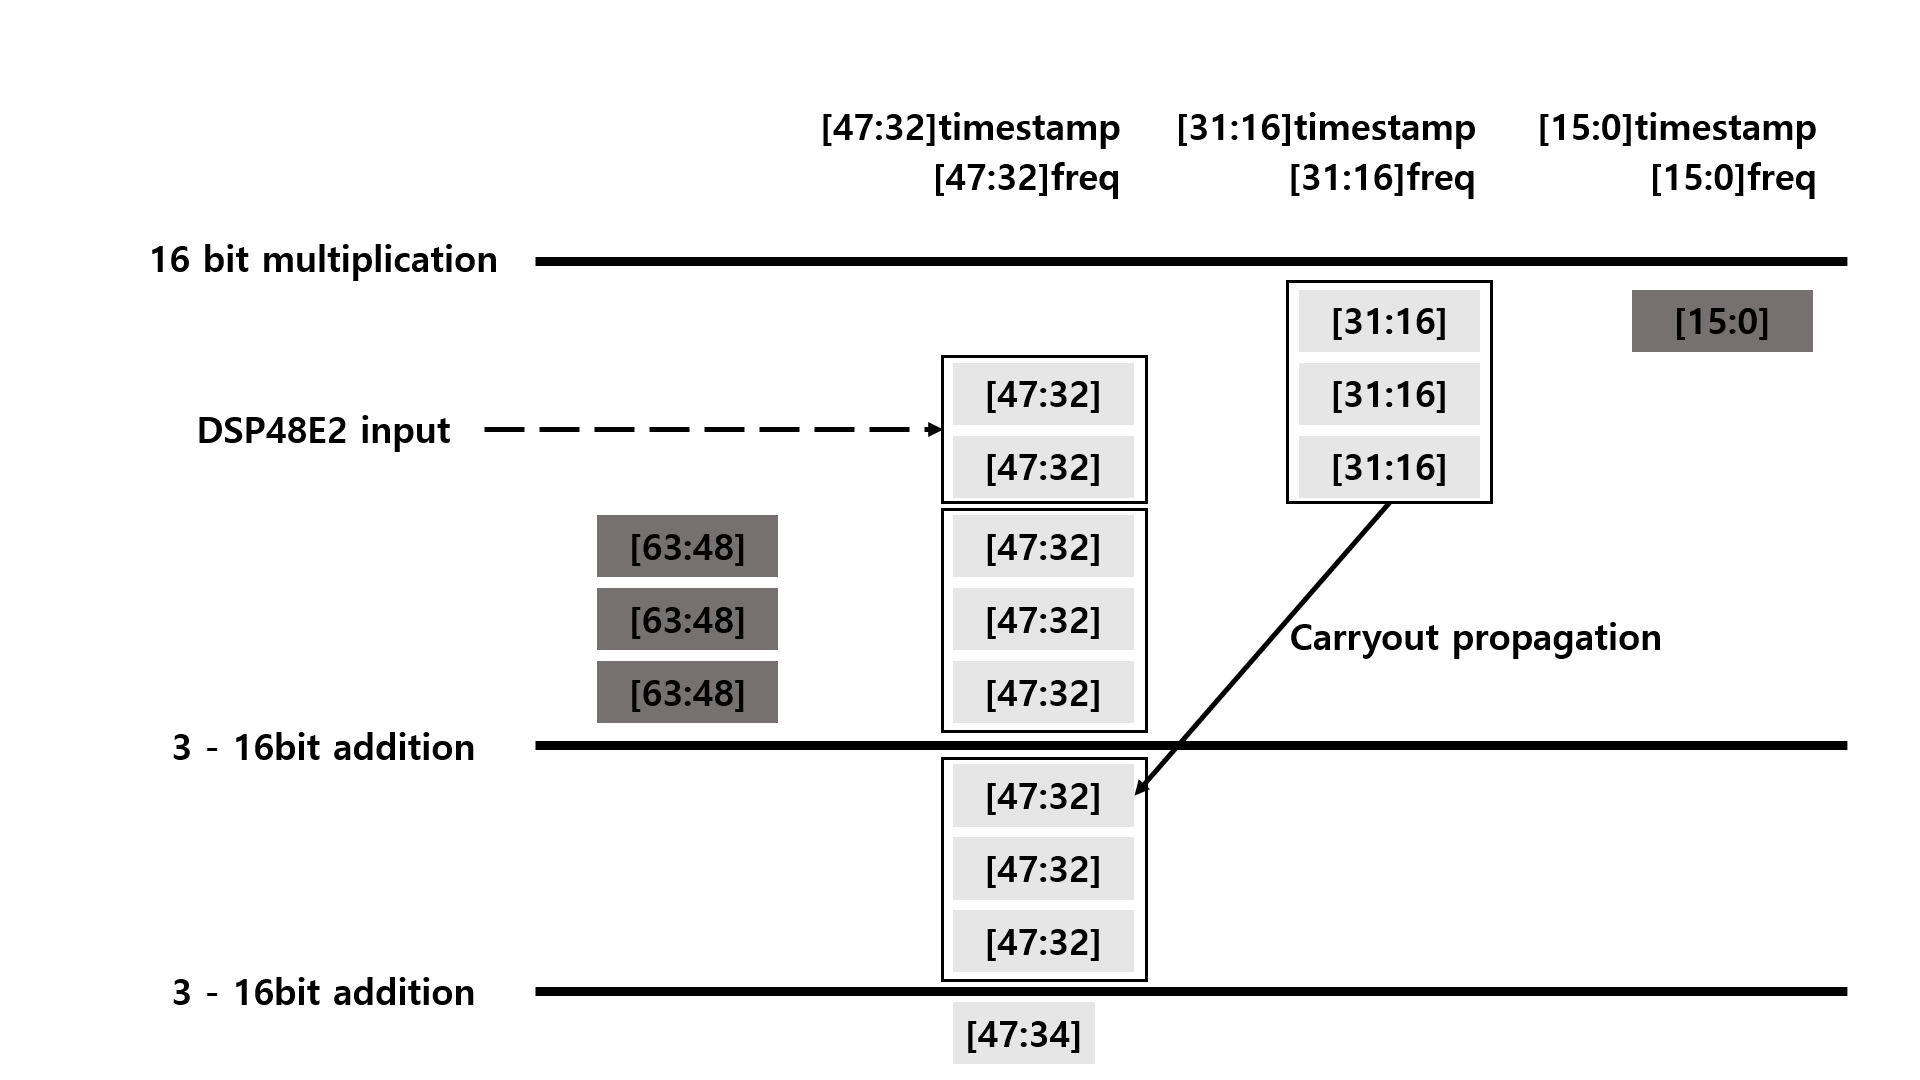 [47:32]timestamp [31:16]timestamp [15:0]timestamp
[47:32]freq [31:16]freq [15:0]freq
16 bit multiplication
[31:16] [15:0]
[47:32] [31:16]
DSP48E2 input
[47:32] [31:16]
[63:48] [47:32]
[63:48] [47:32]
Carryout propagation
[63:48] [47:32]
3 - 16bit addition
[47:32]
[47:32]
[47:32]
3 - 16bit addition
[47:34]